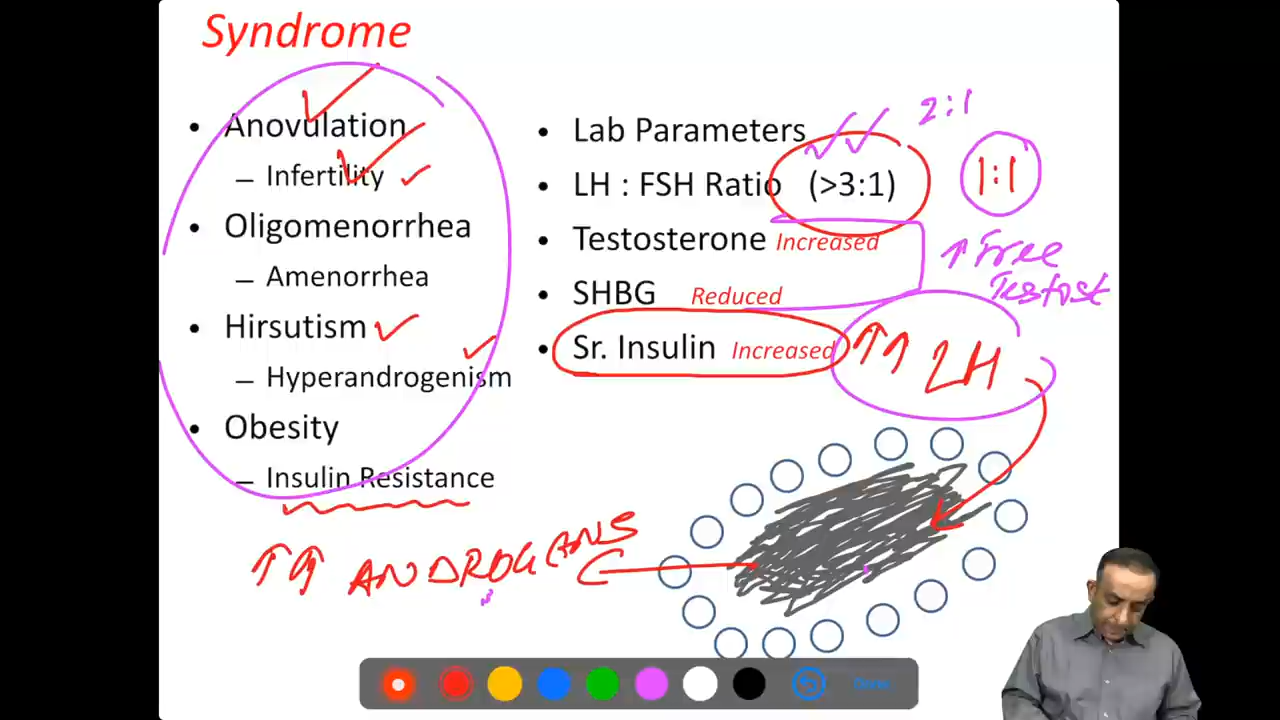 Syndrome
• Anovulation
– Infertility
• Oligomenorrhea
– Amenorrhea
• Hirsutism
– Hyperandrogenism
• Obesity
– Insulin Resistance
• Lab Parameters
• LH : FSH Ratio (>3:1)
• Testosterone Increased
• SHBG Reduced
• Sr. Insulin Increased
2:1
1:1
↑ Free
Testost
↑↑ LH
↑↑ ANDROGENS